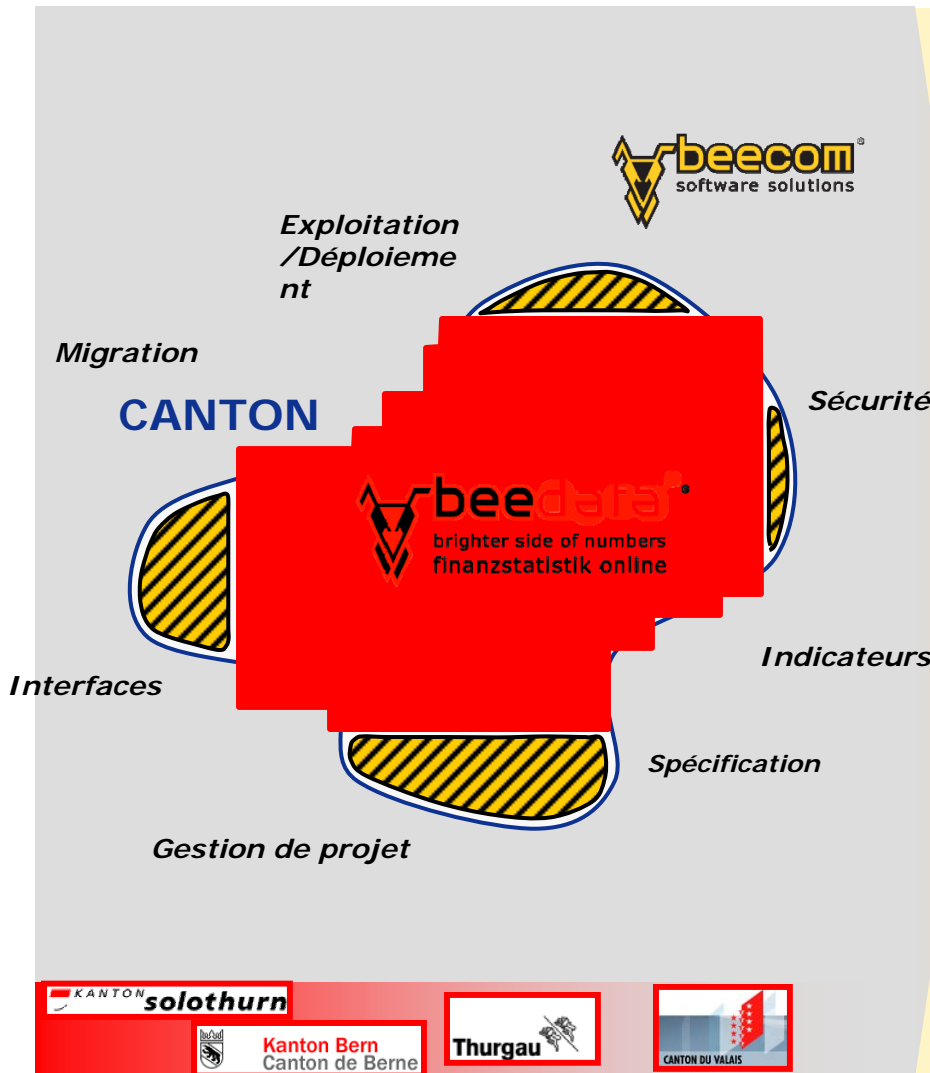 beecom®
software solutions
Exploitation
/Déploieme
nt
Migration
CANTON
Sécurité
beedata®
brighter side of numbers
finanzstatistik online
Indicateurs
Interfaces
Spécification
Gestion de projet
KANTON solothurn
Kanton Bern
Canton de Berne
Thurgau
CANTON DU VALAIS